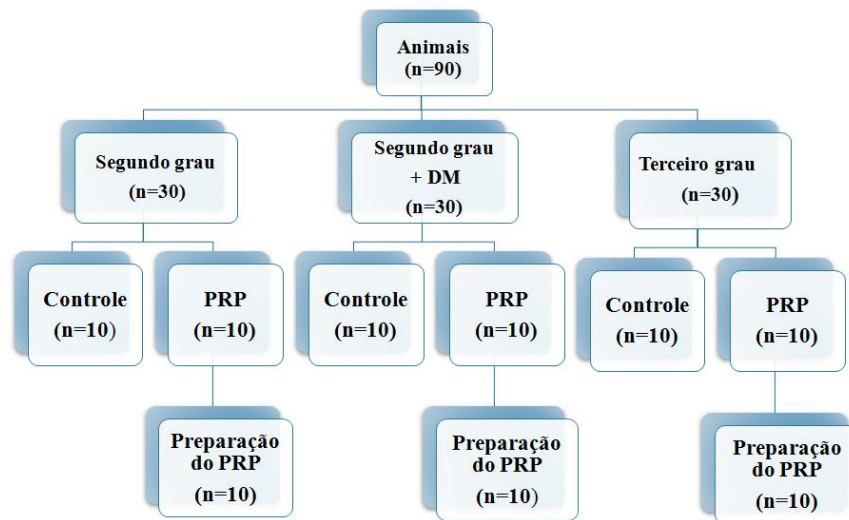 Animais
(n=90)
Segundo grau
(n=30)
Segundo grau
+ DM
(n=30)
Terceiro grau
(n=30)
Controle
(n=10)
PRP
(n=10)
Controle
(n=10)
PRP
(n=10)
Controle
(n=10)
PRP
(n=10)
Preparação
do PRP
(n=10)
Preparação
do PRP
(n=10)
Preparação
do PRP
(n=10)